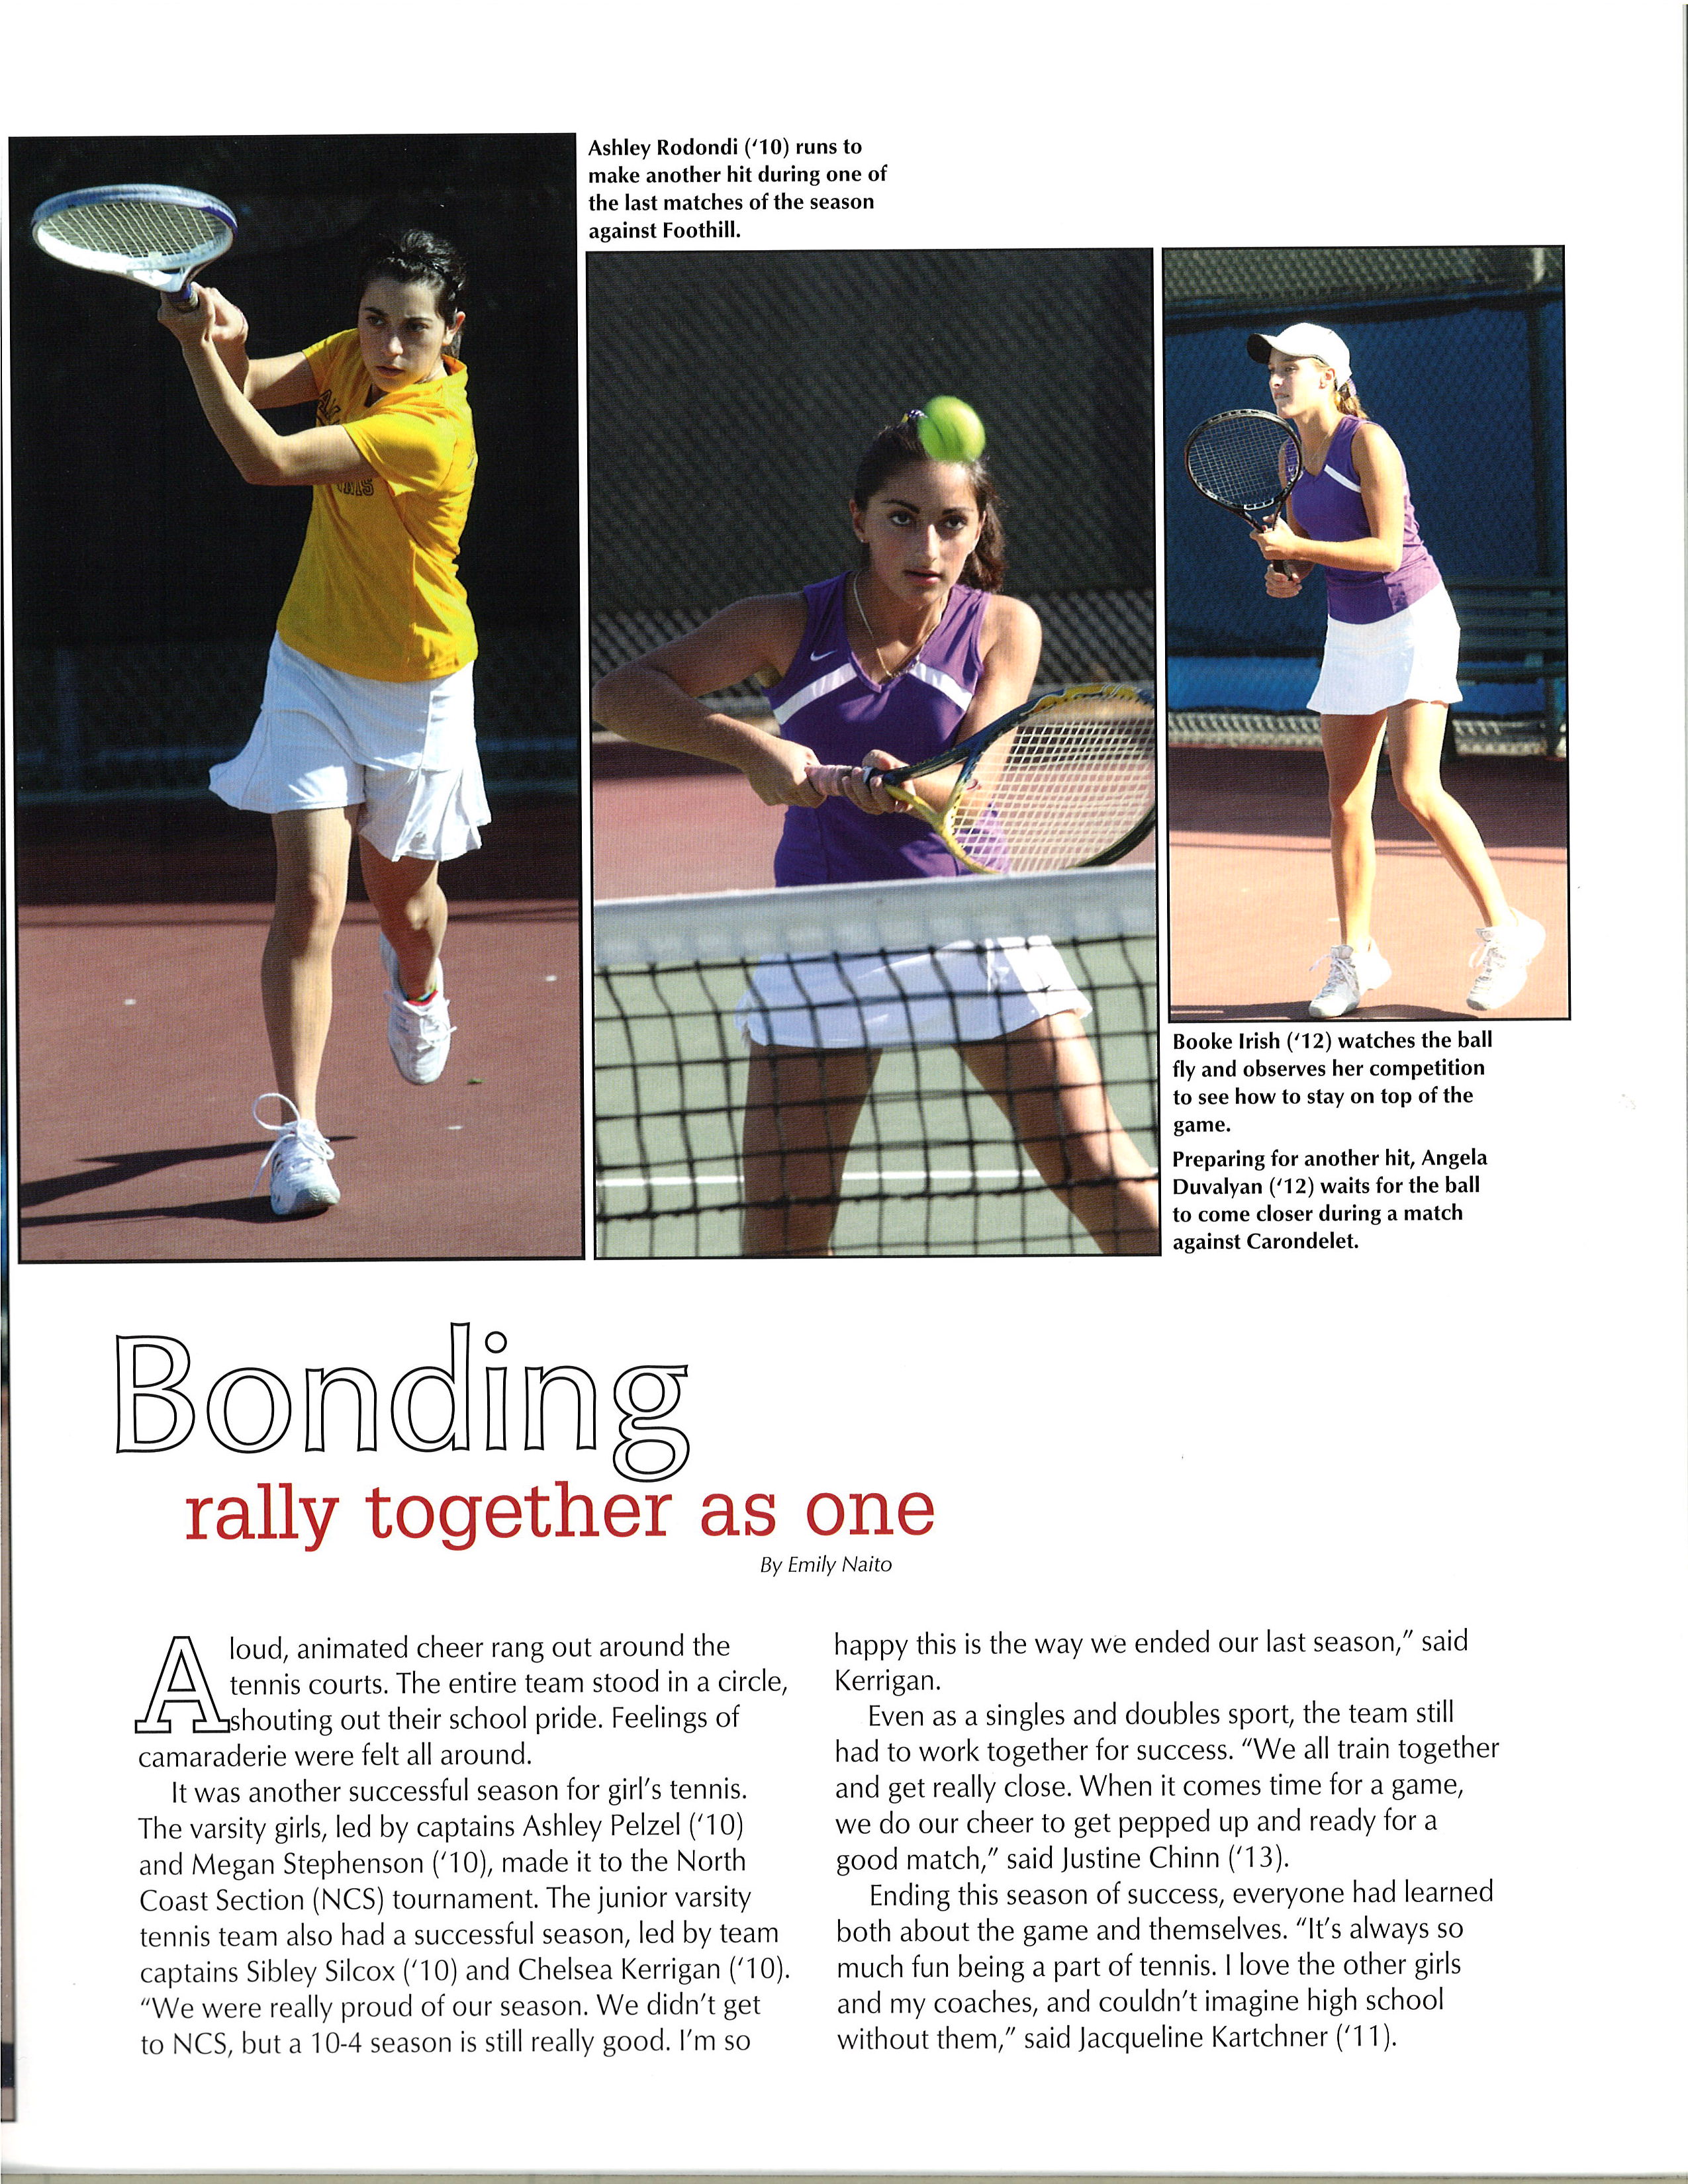 Ashley Rodondi (‘10) runs to
make another hit during one of
the last matches of the season
against Foothill.
Booke Irish (‘12) watches the ball
fly and observes her competition
to see how to stay on top of the
game.
Preparing for another hit, Angela
Duvalyan (‘12) waits for the ball
to come closer during a match
against Carondelet.
Bonding
rally together as one
By Emily Naito
A loud, animated cheer rang out around the
tennis courts. The entire team stood in a circle,
shouting out their school pride. Feelings of
camaraderie were felt all around.
It was another successful season for girl’s tennis.
The varsity girls, led by captains Ashley Pelzel (‘10)
and Megan Stephenson (‘10), made it to the North
Coast Section (NCS) tournament. The junior varsity
tennis team also had a successful season, led by team
captains Sibley Silcox (‘10) and Chelsea Kerrigan (‘10).
“We were really proud of our season. We didn’t get
to NCS, but a 10-4 season is still really good. I’m so
happy this is the way we ended our last season,” said
Kerrigan.
Even as a singles and doubles sport, the team still
had to work together for success. “We all train together
and get really close. When it comes time for a game,
we do our cheer to get pepped up and ready for a
good match,” said Justine Chinn (‘13).
Ending this season of success, everyone had learned
both about the game and themselves. “It’s always so
much fun being a part of tennis. I love the other girls
and my coaches, and couldn’t imagine high school
without them,” said Jacqueline Kartchner (‘11).